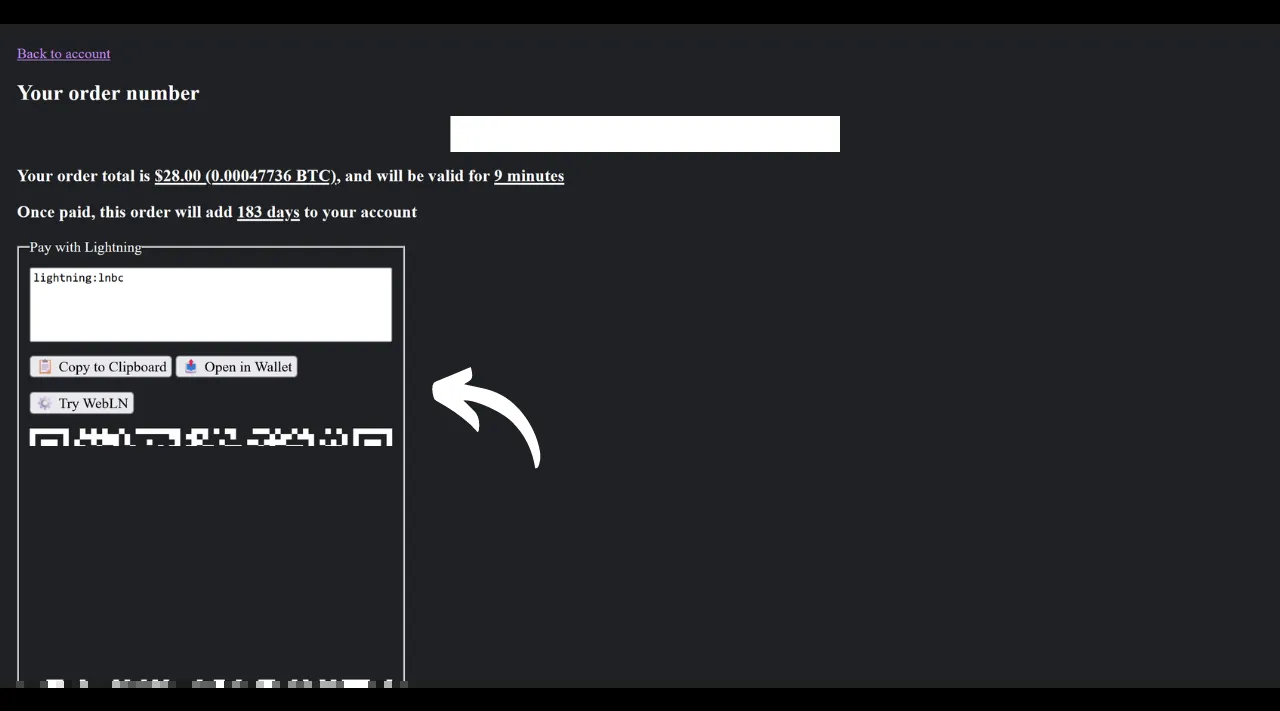 Back to account
Your order number
Your order total is $28.00 (0.00047736 BTC), and will be valid for 9 minutes
Once paid, this order will add 183 days to your account
Pay with Lightning
lightning:lnbc
Copy to Clipboard Open in Wallet
Try WebLN